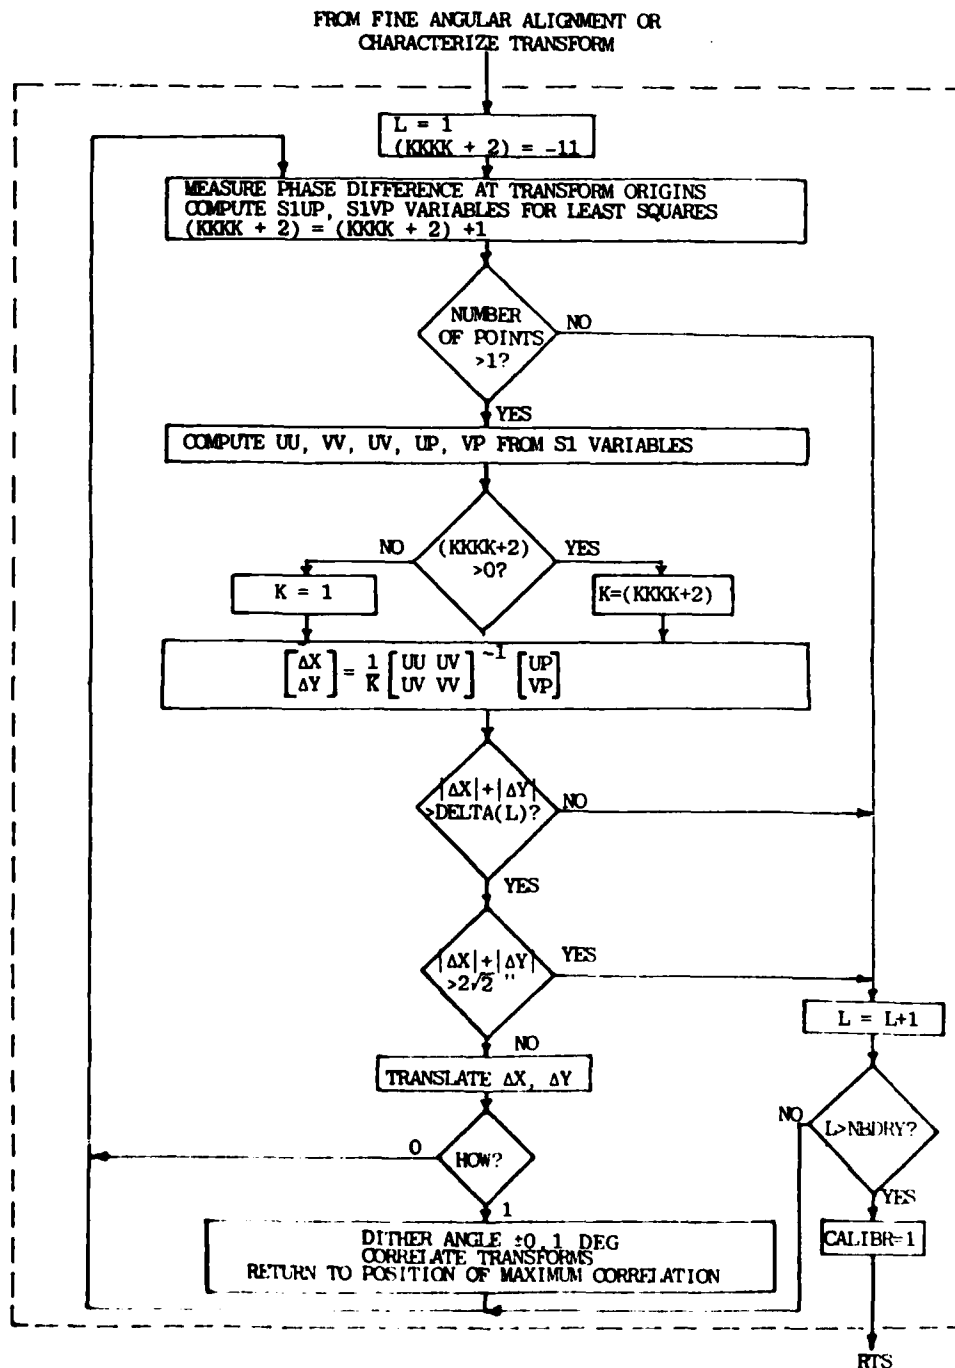 FROM FINE ANGULAR ALIGNMENT OR
CHARACTERIZE TRANSFORM
L = 1
(KKKK + 2) = -11
MEASURE PHASE DIFFERENCE AT TRANSFORM ORIGINS
COMPUTE S1UP, S1VP VARIABLES FOR LEAST SQUARES
(KKKK + 2) = (KKKK + 2) +1
NUMBER
OF POINTS
>1?
NO
YES
COMPUTE UU, VV, UV, UP, VP FROM S1 VARIABLES
(KKKK+2)
>0?
NO
YES
K = 1
K=(KKKK+2)
[ΔX ΔY] = 1/K [UU UV UV VV]^-1 [UP VP]
|ΔX|+|ΔY|
>DELTA(L)?
NO
YES
|ΔX|+|ΔY|
>2√2 "
YES
NO
L = L+1
TRANSLATE ΔX, ΔY
HOW?
0
1
L>NBDRY?
NO
YES
CALIBR=1
DITHER ANGLE ±0.1 DEG
CORRELATE TRANSFORMS
RETURN TO POSITION OF MAXIMUM CORRELATION
RTS